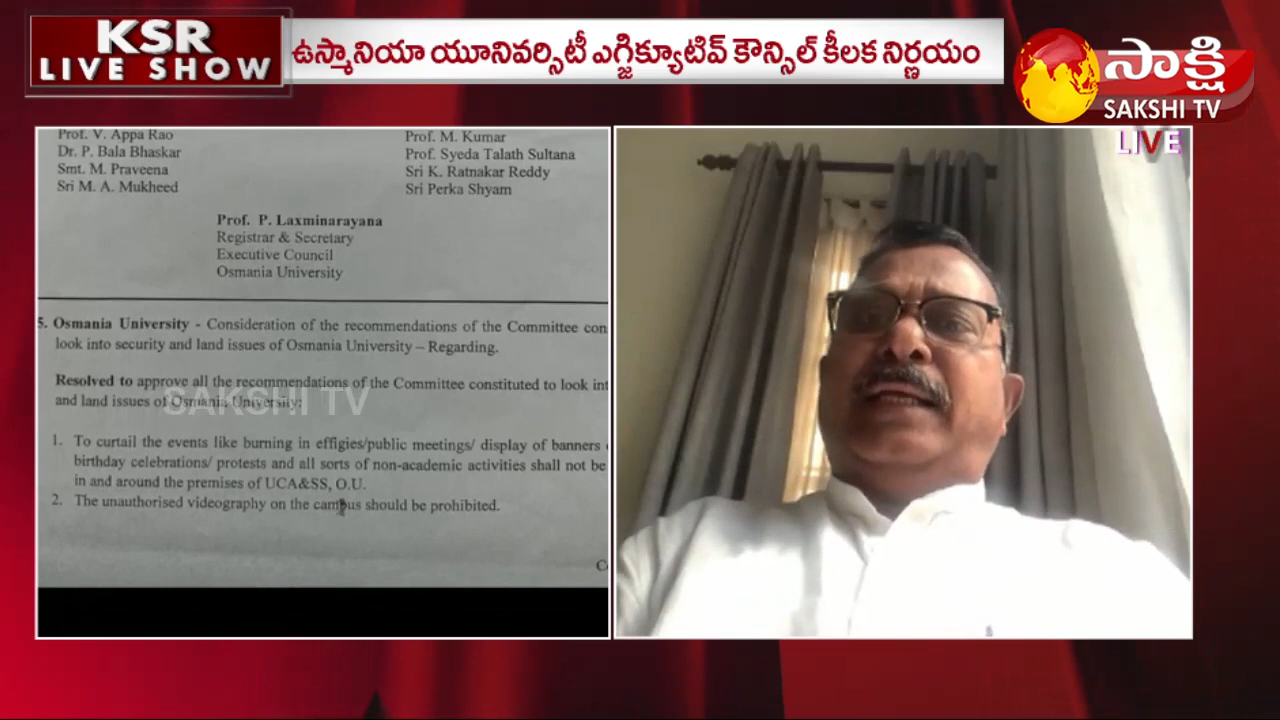 KSR
LIVE SHOW
ఉస్మానియా యూనివర్సిటీ ఎగ్జిక్యూటివ్ కౌన్సిల్ కీలక నిర్ణయం
సాక్షి
SAKSHI TV
LIVE
Prof. V. Appa Rao
Dr. P. Bala Bhaskar
Smt. M. Praveena
Sri M. A. Mukheed
Prof. M. Kumar
Prof. Syeda Talath Sultana
Sri K. Ratnakar Reddy
Sri Perka Shyam
Prof. P. Laxminarayana
Registrar & Secretary
Executive Council
Osmania University
5. Osmania University - Consideration of the recommendations of the Committee con
look into security and land issues of Osmania University – Regarding.
Resolved to approve all the recommendations of the Committee constituted to look int
and land issues of Osmania University:
SAKSHI TV
1. To curtail the events like burning in effigies/public meetings/ display of banners
birthday celebrations/ protests and all sorts of non-academic activities shall not be
in and around the premises of UCA&SS, O.U.
2. The unauthorised videography on the campus should be prohibited.